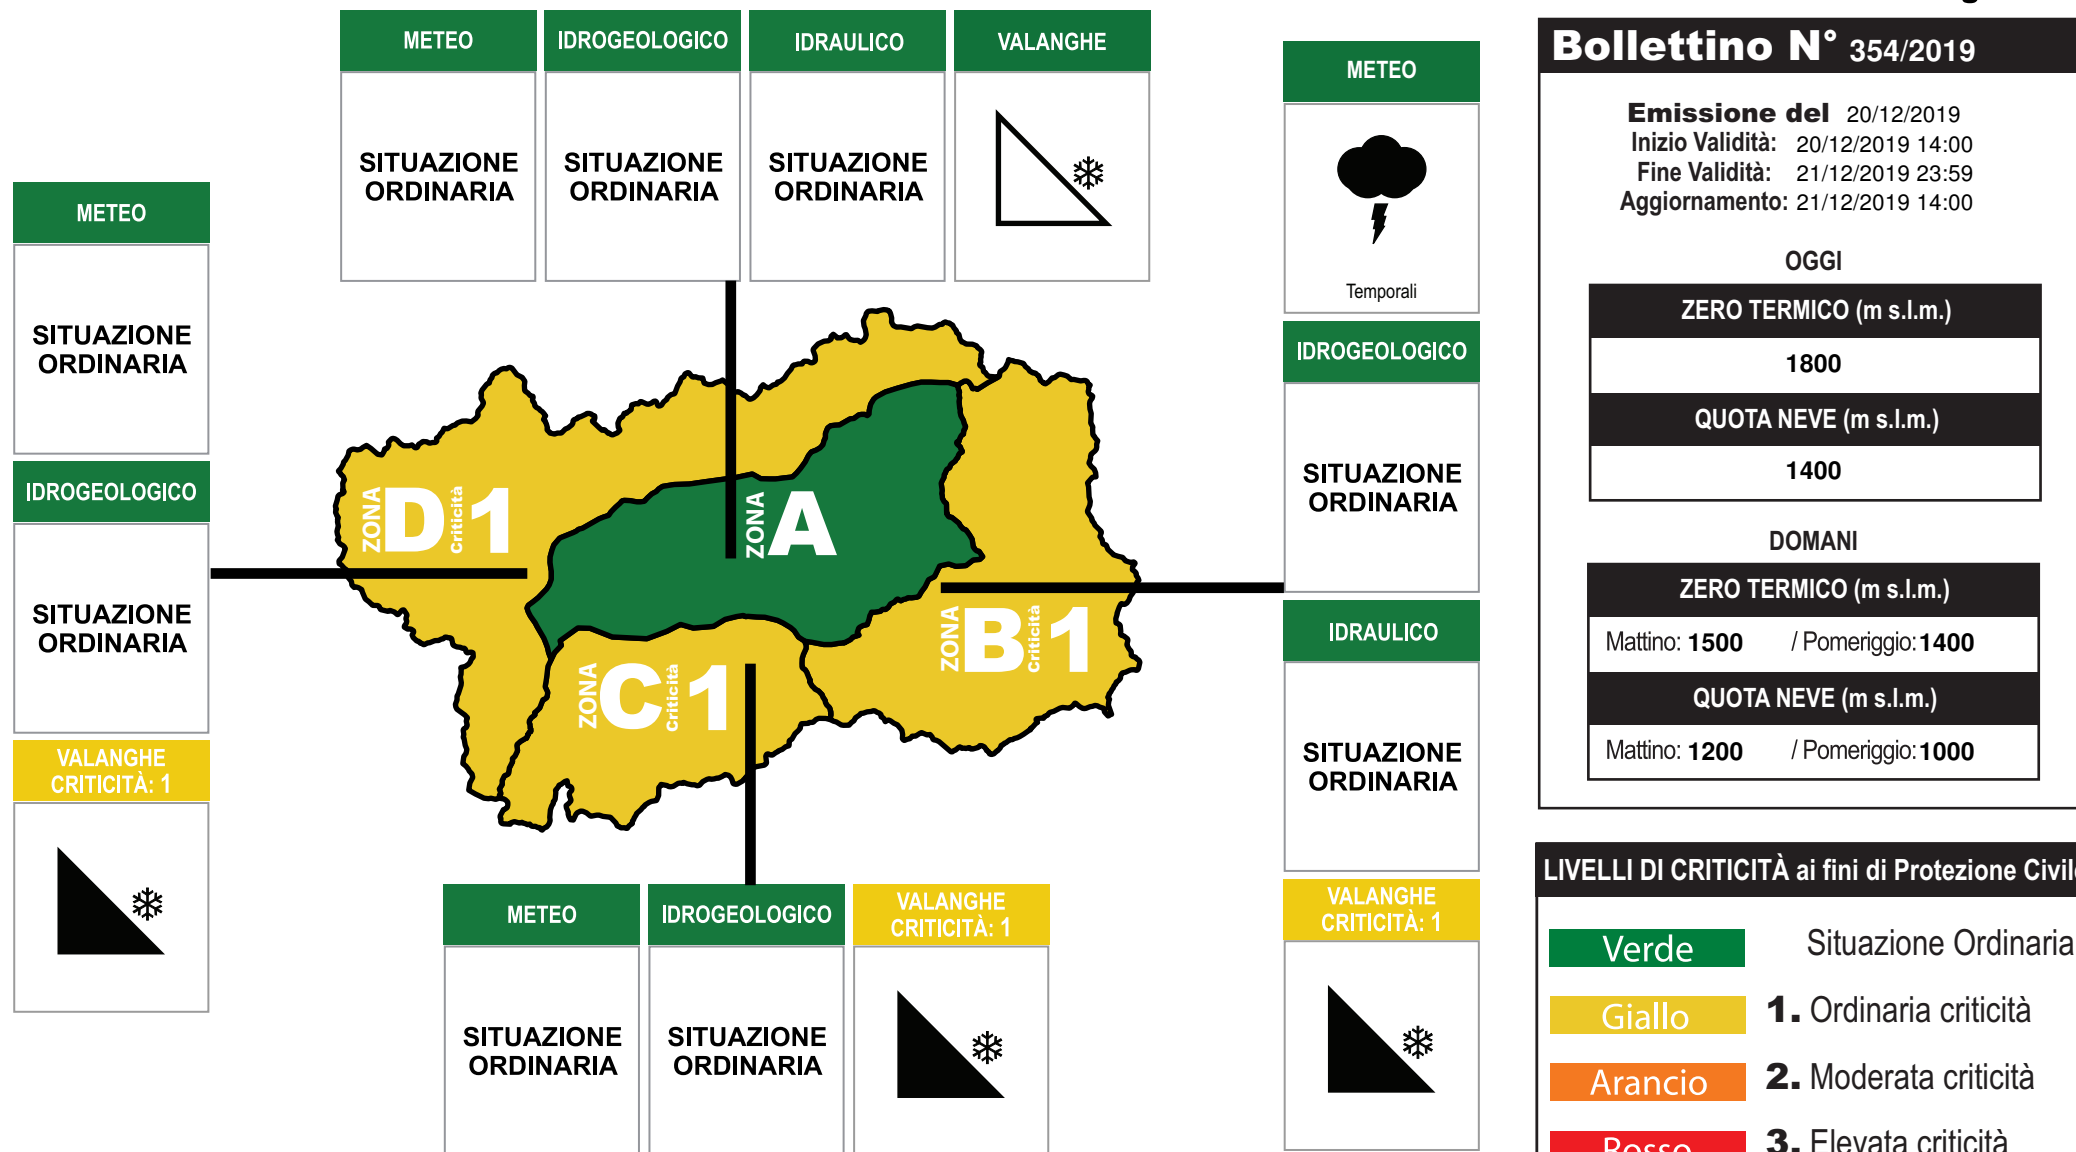 METEO
SITUAZIONE
ORDINARIA
IDROGEOLOGICO
SITUAZIONE
ORDINARIA
IDRAULICO
SITUAZIONE
ORDINARIA
VALANGHE
METEO
SITUAZIONE
ORDINARIA
IDROGEOLOGICO
SITUAZIONE
ORDINARIA
VALANGHE
CRITICITÀ: 1
ZONA D Criticità 1
ZONA A
ZONA B Criticità 1
ZONA C Criticità 1
METEO
SITUAZIONE
ORDINARIA
IDROGEOLOGICO
SITUAZIONE
ORDINARIA
VALANGHE
CRITICITÀ: 1
METEO
Temporali
IDROGEOLOGICO
SITUAZIONE
ORDINARIA
IDRAULICO
SITUAZIONE
ORDINARIA
VALANGHE
CRITICITÀ: 1
Bollettino N° 354/2019
Emissione del 20/12/2019
Inizio Validità: 20/12/2019 14:00
Fine Validità: 21/12/2019 23:59
Aggiornamento: 21/12/2019 14:00
OGGI
ZERO TERMICO (m s.l.m.)
1800
QUOTA NEVE (m s.l.m.)
1400
DOMANI
ZERO TERMICO (m s.l.m.)
Mattino: 1500 / Pomeriggio: 1400
QUOTA NEVE (m s.l.m.)
Mattino: 1200 / Pomeriggio: 1000
LIVELLI DI CRITICITÀ ai fini di Protezione Civile
Verde Situazione Ordinaria
Giallo 1. Ordinaria criticità
Arancio 2. Moderata criticità
Rosso 3. Elevata criticità